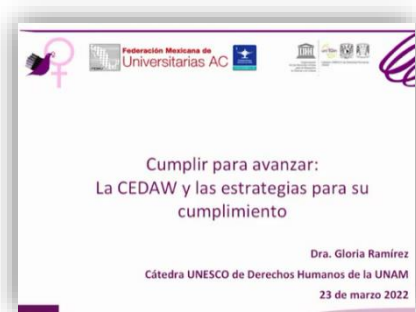 Federación Mexicana de
Universitarias AC
Cumplir para avanzar:
La CEDAW y las estrategias para su
cumplimiento
Dra. Gloria Ramírez
Cátedra UNESCO de Derechos Humanos de la UNAM
23 de marzo 2022